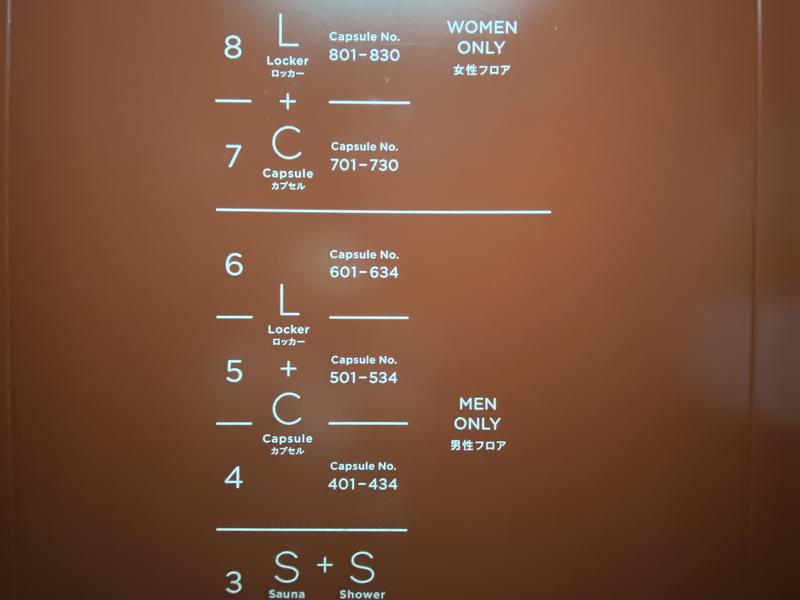 8
L
Locker
ロッカー
Capsule No.
801-830
WOMEN
ONLY
女性フロア
+
7
C
Capsule
カプセル
Capsule No.
701-730
6
Capsule No.
601-634
L
Locker
ロッカー
5
+
Capsule No.
501-534
C
Capsule
カプセル
MEN
ONLY
男性フロア
4
Capsule No.
401-434
3
S + S
Sauna Shower